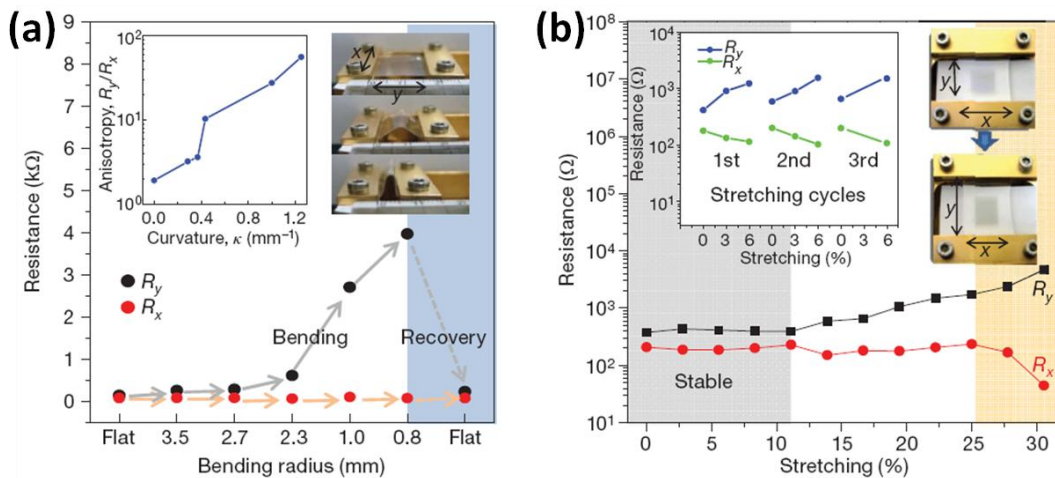 (a)
Resistance (kΩ)
9
8
7
6
5
4
3
2
1
0
Anisotropy, Ry/Rx
10²
10¹
10⁰
0.0 0.4 0.8 1.2
Curvature, κ (mm⁻¹)
x
y
Ry
Rx
Bending
Recovery
Flat 3.5 2.7 2.3 1.0 0.8 Flat
Bending radius (mm)
(b)
Resistance (Ω)
10⁸
10⁷
10⁶
10⁵
10⁴
10³
10²
10¹
Resistance (Ω)
10³
10²
10¹
Ry
Rx
1st 2nd 3rd
Stretching cycles
0 3 6 0 3 6 0 3 6
Stretching (%)
y
x
y
x
Ry
Rx
Stable
0 5 10 15 20 25 30
Stretching (%)